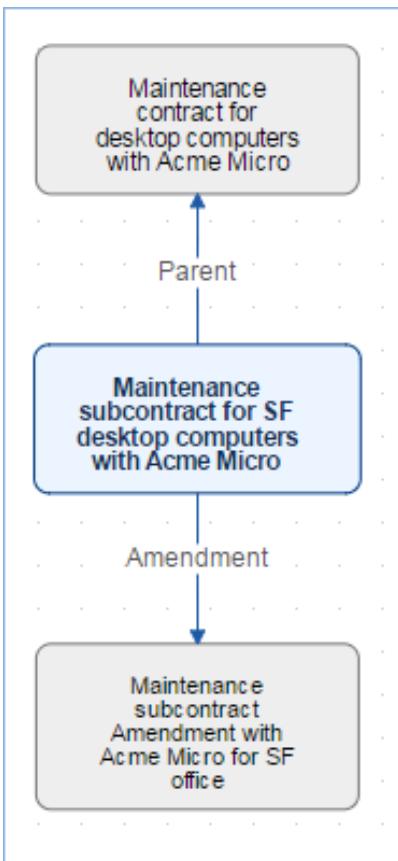 Maintenance
contract for
desktop computers
with Acme Micro
Parent
Maintenance
subcontract for SF
desktop computers
with Acme Micro
Amendment
Maintenance
subcontract
Amendment with
Acme Micro for SF
office